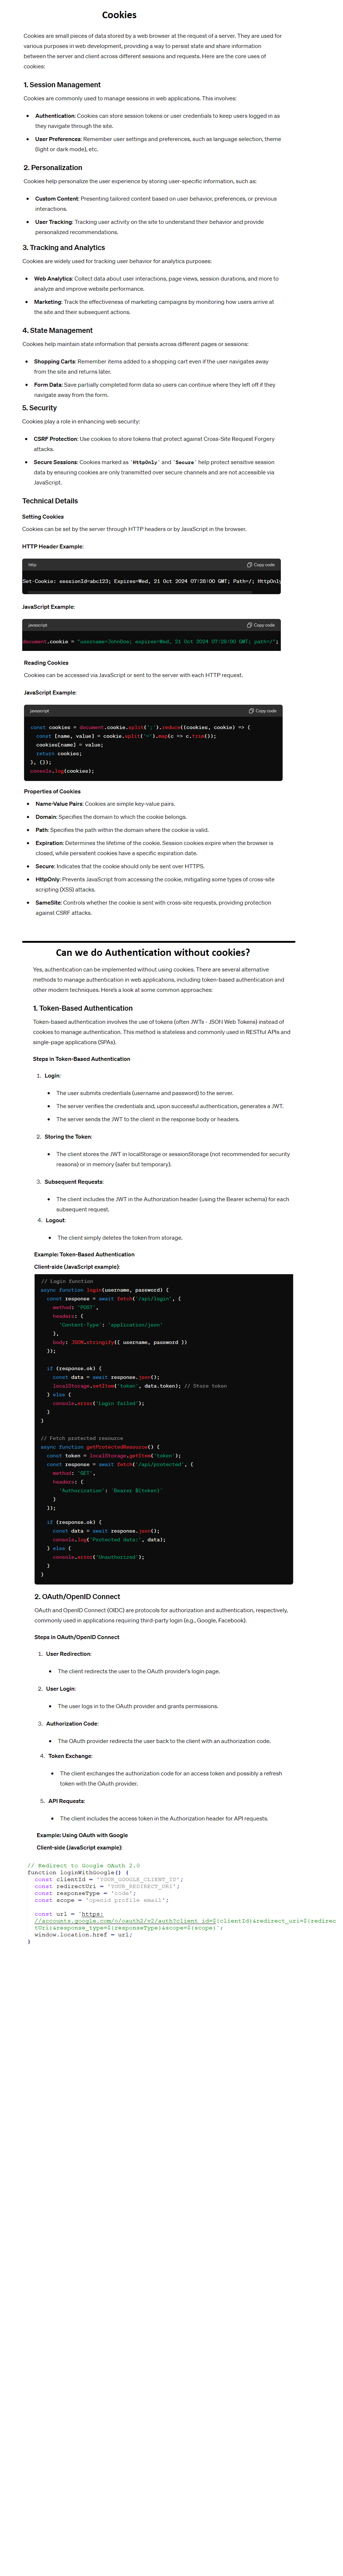 Cookies
Cookies are small pieces of data stored by a web browser at the request of a server. They are used for
various purposes in web development, providing a way to persist state and share information
between the server and client across different sessions and requests. Here are the core uses of
cookies:
1. Session Management
Cookies are commonly used to manage sessions in web applications. This involves:
• Authentication: Cookies can store session tokens or user credentials to keep users logged in as
they navigate through the site.
• User Preferences: Remember user settings and preferences, such as language selection, theme
(light or dark mode), etc.
2. Personalization
Cookies help personalize the user experience by storing user-specific information, such as:
• Custom Content: Presenting tailored content based on user behavior, preferences, or previous
interactions.
• User Tracking: Tracking user activity on the site to understand their behavior and provide
personalized recommendations.
3. Tracking and Analytics
Cookies are widely used for tracking user behavior for analytics purposes:
• Web Analytics: Collect data about user interactions, page views, session durations, and more to
analyze and improve website performance.
• Marketing: Track the effectiveness of marketing campaigns by monitoring how users arrive at
the site and their subsequent actions.
4. State Management
Cookies help maintain state information that persists across different pages or sessions:
• Shopping Carts: Remember items added to a shopping cart even if the user navigates away
from the site and returns later.
• Form Data: Save partially completed form data so users can continue where they left off if they
navigate away from the form.
5. Security
Cookies play a role in enhancing web security:
• CSRF Protection: Use cookies to store tokens that protect against Cross-Site Request Forgery
attacks.
• Secure Sessions: Cookies marked as `HttpOnly` and `Secure` help protect sensitive session
data by ensuring cookies are only transmitted over secure channels and are not accessible via
JavaScript.
Technical Details
Setting Cookies
Cookies can be set by the server through HTTP headers or by JavaScript in the browser.
HTTP Header Example:
http Copy code
Set-Cookie: sessionId=abc123; Expires=Wed, 21 Oct 2024 07:28:00 GMT; Path=/; HttpOnly
JavaScript Example:
javascript Copy code
document.cookie = "username=JohnDoe; expires=Wed, 21 Oct 2024 07:28:00 GMT; path=/";
Reading Cookies
Cookies can be accessed via JavaScript or sent to the server with each HTTP request.
JavaScript Example:
javascript Copy code
const cookies = document.cookie.split(';').reduce((cookies, cookie) => {
const [name, value] = cookie.split('=').map(c => c.trim());
cookies[name] = value;
return cookies;
}, {});
console.log(cookies);
Properties of Cookies
• Name-Value Pairs: Cookies are simple key-value pairs.
• Domain: Specifies the domain to which the cookie belongs.
• Path: Specifies the path within the domain where the cookie is valid.
• Expiration: Determines the lifetime of the cookie. Session cookies expire when the browser is
closed, while persistent cookies have a specific expiration date.
• Secure: Indicates that the cookie should only be sent over HTTPS.
• HttpOnly: Prevents JavaScript from accessing the cookie, mitigating some types of cross-site
scripting (XSS) attacks.
• SameSite: Controls whether the cookie is sent with cross-site requests, providing protection
against CSRF attacks.
Can we do Authentication without cookies?
Yes, authentication can be implemented without using cookies. There are several alternative
methods to manage authentication in web applications, including token-based authentication and
other modern techniques. Here's a look at some common approaches:
1. Token-Based Authentication
Token-based authentication involves the use of tokens (often JWTs - JSON Web Tokens) instead of
cookies to manage authentication. This method is stateless and commonly used in RESTful APIs and
single-page applications (SPAs).
Steps in Token-Based Authentication
1. Login:
• The user submits credentials (username and password) to the server.
• The server verifies the credentials and, upon successful authentication, generates a JWT.
• The server sends the JWT to the client in the response body or headers.
2. Storing the Token:
• The client stores the JWT in localStorage or sessionStorage (not recommended for security
reasons) or in memory (safer but temporary).
3. Subsequent Requests:
• The client includes the JWT in the Authorization header (using the Bearer schema) for each
subsequent request.
4. Logout:
• The client simply deletes the token from storage.
Example: Token-Based Authentication
Client-side (JavaScript example):
// Login function
async function login(username, password) {
const response = await fetch('/api/login', {
method: 'POST',
headers: {
'Content-Type': 'application/json'
},
body: JSON.stringify({ username, password })
});
if (response.ok) {
const data = await response.json();
localStorage.setItem('token', data.token); // Store token
} else {
console.error('Login failed');
}
}
// Fetch protected resource
async function getProtectedResource() {
const token = localStorage.getItem('token');
const response = await fetch('/api/protected', {
method: 'GET',
headers: {
'Authorization': `Bearer ${token}`
}
});
if (response.ok) {
const data = await response.json();
console.log('Protected data:', data);
} else {
console.error('Unauthorized');
}
}
2. OAuth/OpenID Connect
OAuth and OpenID Connect (OIDC) are protocols for authorization and authentication, respectively,
commonly used in applications requiring third-party login (e.g., Google, Facebook).
Steps in OAuth/OpenID Connect
1. User Redirection:
• The client redirects the user to the OAuth provider's login page.
2. User Login:
• The user logs in to the OAuth provider and grants permissions.
3. Authorization Code:
• The OAuth provider redirects the user back to the client with an authorization code.
4. Token Exchange:
• The client exchanges the authorization code for an access token and possibly a refresh
token with the OAuth provider.
5. API Requests:
• The client includes the access token in the Authorization header for API requests.
Example: Using OAuth with Google
Client-side (JavaScript example):
// Redirect to Google OAuth 2.0
function loginWithGoogle() {
const clientId = 'YOUR_GOOGLE_CLIENT_ID';
const redirectUri = 'YOUR_REDIRECT_URI';
const responseType = 'code';
const scope = 'openid profile email';
const url = `https:
//accounts.google.com/o/oauth2/v2/auth?client_id=${clientId}&redirect_uri=${redirec
tUri}&response_type=${responseType}&scope=${scope}`;
window.location.href = url;
}